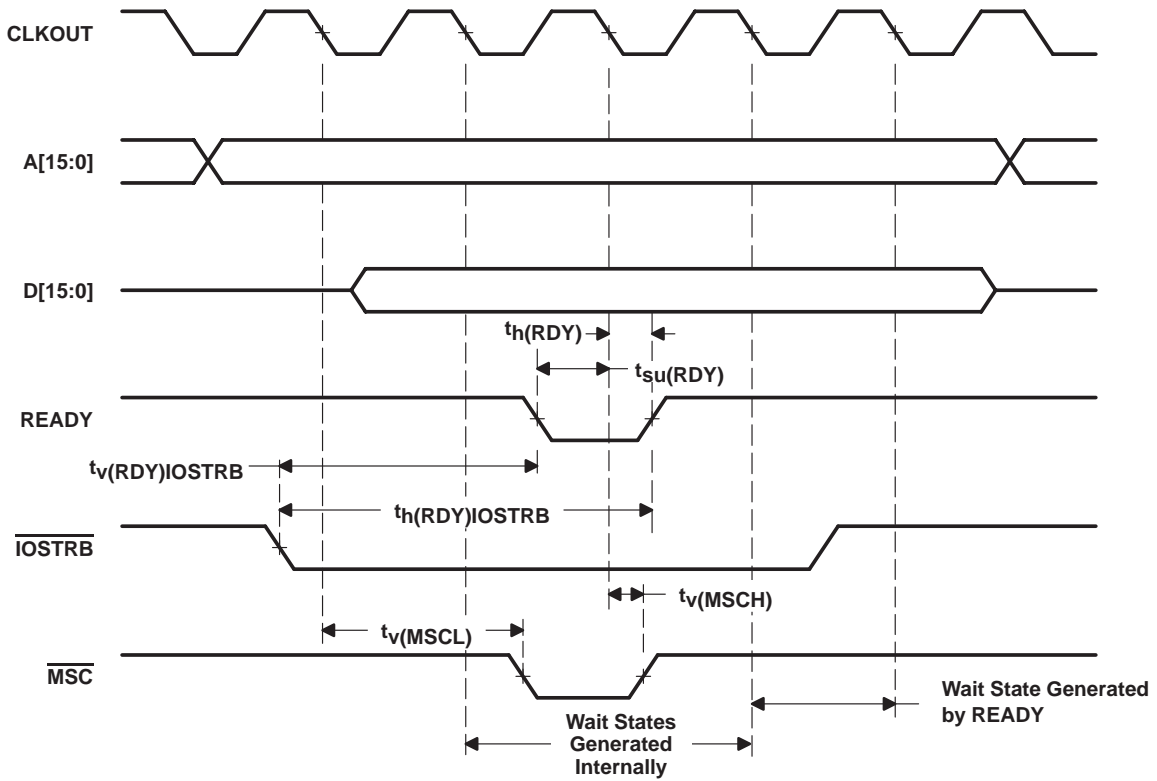 CLKOUT
A[15:0]
D[15:0]
th(RDY)
tsu(RDY)
READY
tv(RDY)IOSTRB
th(RDY)IOSTRB
IOSTRB
tv(MSCH)
tv(MSCL)
MSC
Wait State Generated
by READY
Wait States
Generated
Internally